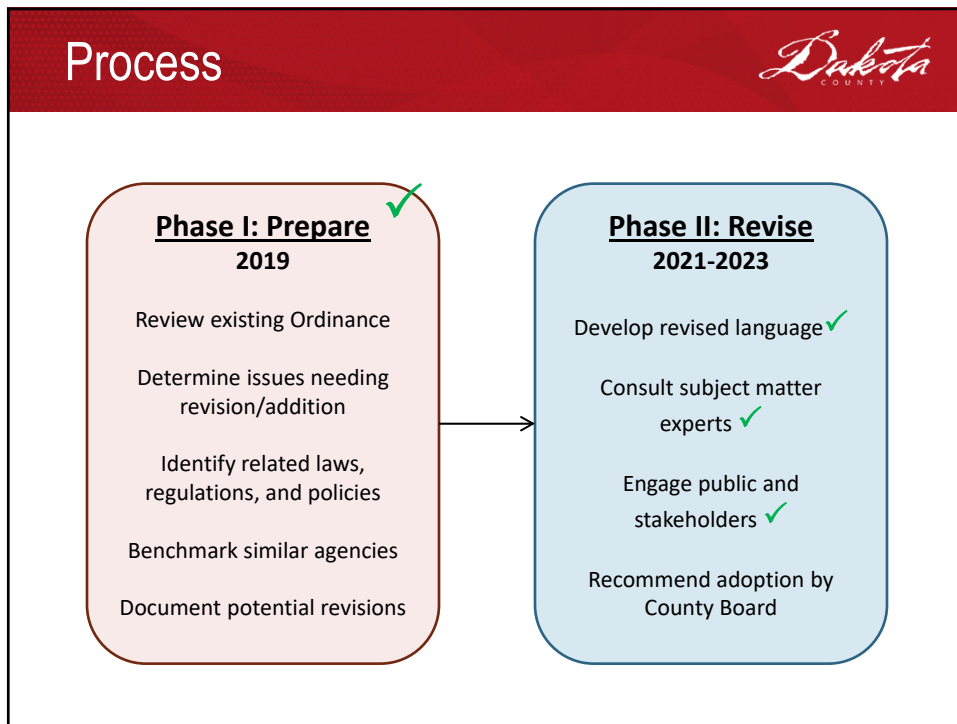 Process
Dakota
COUNTY
Phase I: Prepare
2019
Review existing Ordinance
Determine issues needing
revision/addition
Identify related laws,
regulations, and policies
Benchmark similar agencies
Document potential revisions
Phase II: Revise
2021-2023
Develop revised language
Consult subject matter
experts
Engage public and
stakeholders
Recommend adoption by
County Board